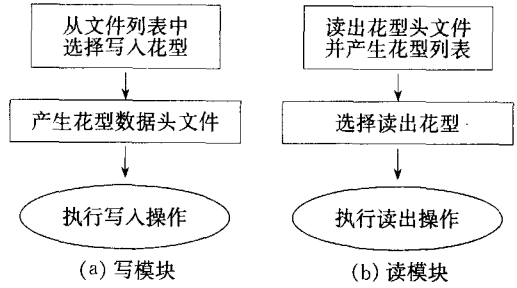 从文件列表中
选择写入花型
产生花型数据头文件
执行写入操作
(a) 写模块
读出花型头文件
并产生花型列表
选择读出花型
执行读出操作
(b) 读模块